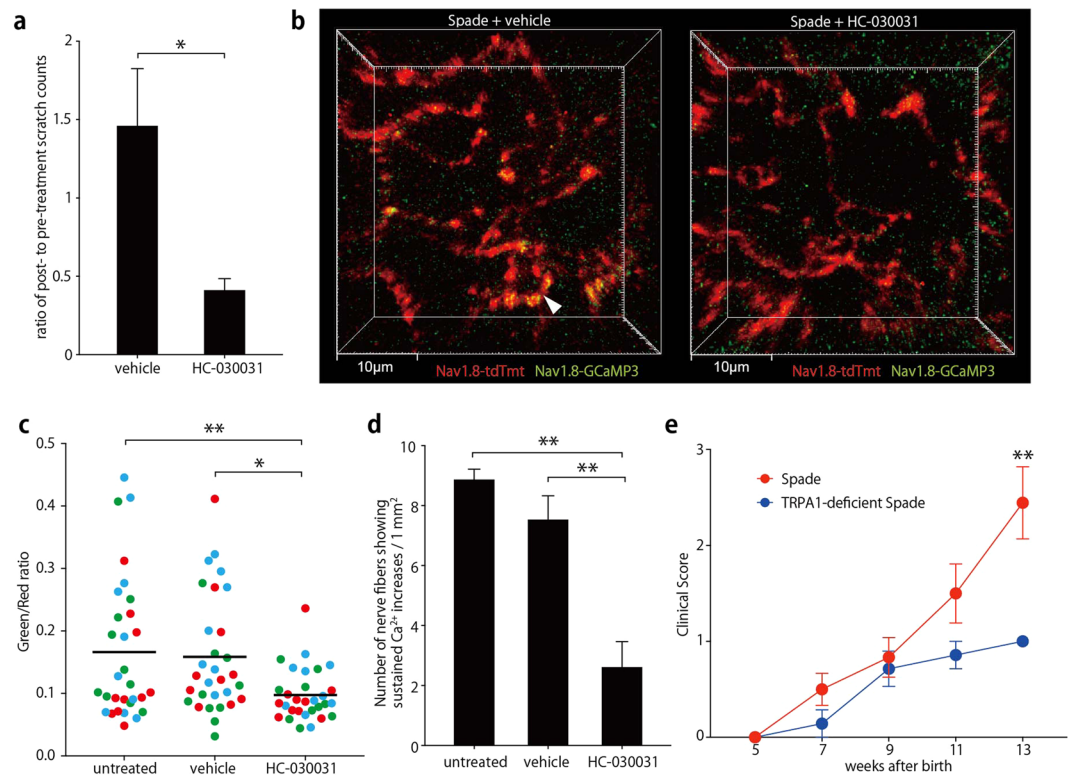 a
ratio of post- to pre-treatment scratch counts
2
1.5
1
0.5
0
*
vehicle
HC-030031
b
Spade + vehicle
Spade + HC-030031
10μm
Nav1.8-tdTmt
Nav1.8-GCaMP3
10μm
Nav1.8-tdTmt
Nav1.8-GCaMP3
c
Green/Red ratio
0.5
0.4
0.3
0.2
0.1
0.0
**
*
untreated
vehicle
HC-030031
d
Number of nerve fibers showing
sustained Ca²⁺ increases / 1 mm²
10
8
6
4
2
0
**
**
untreated
vehicle
HC-030031
e
Clinical Score
3
2
1
0
Spade
TRPA1-deficient Spade
**
5
7
9
11
13
weeks after birth